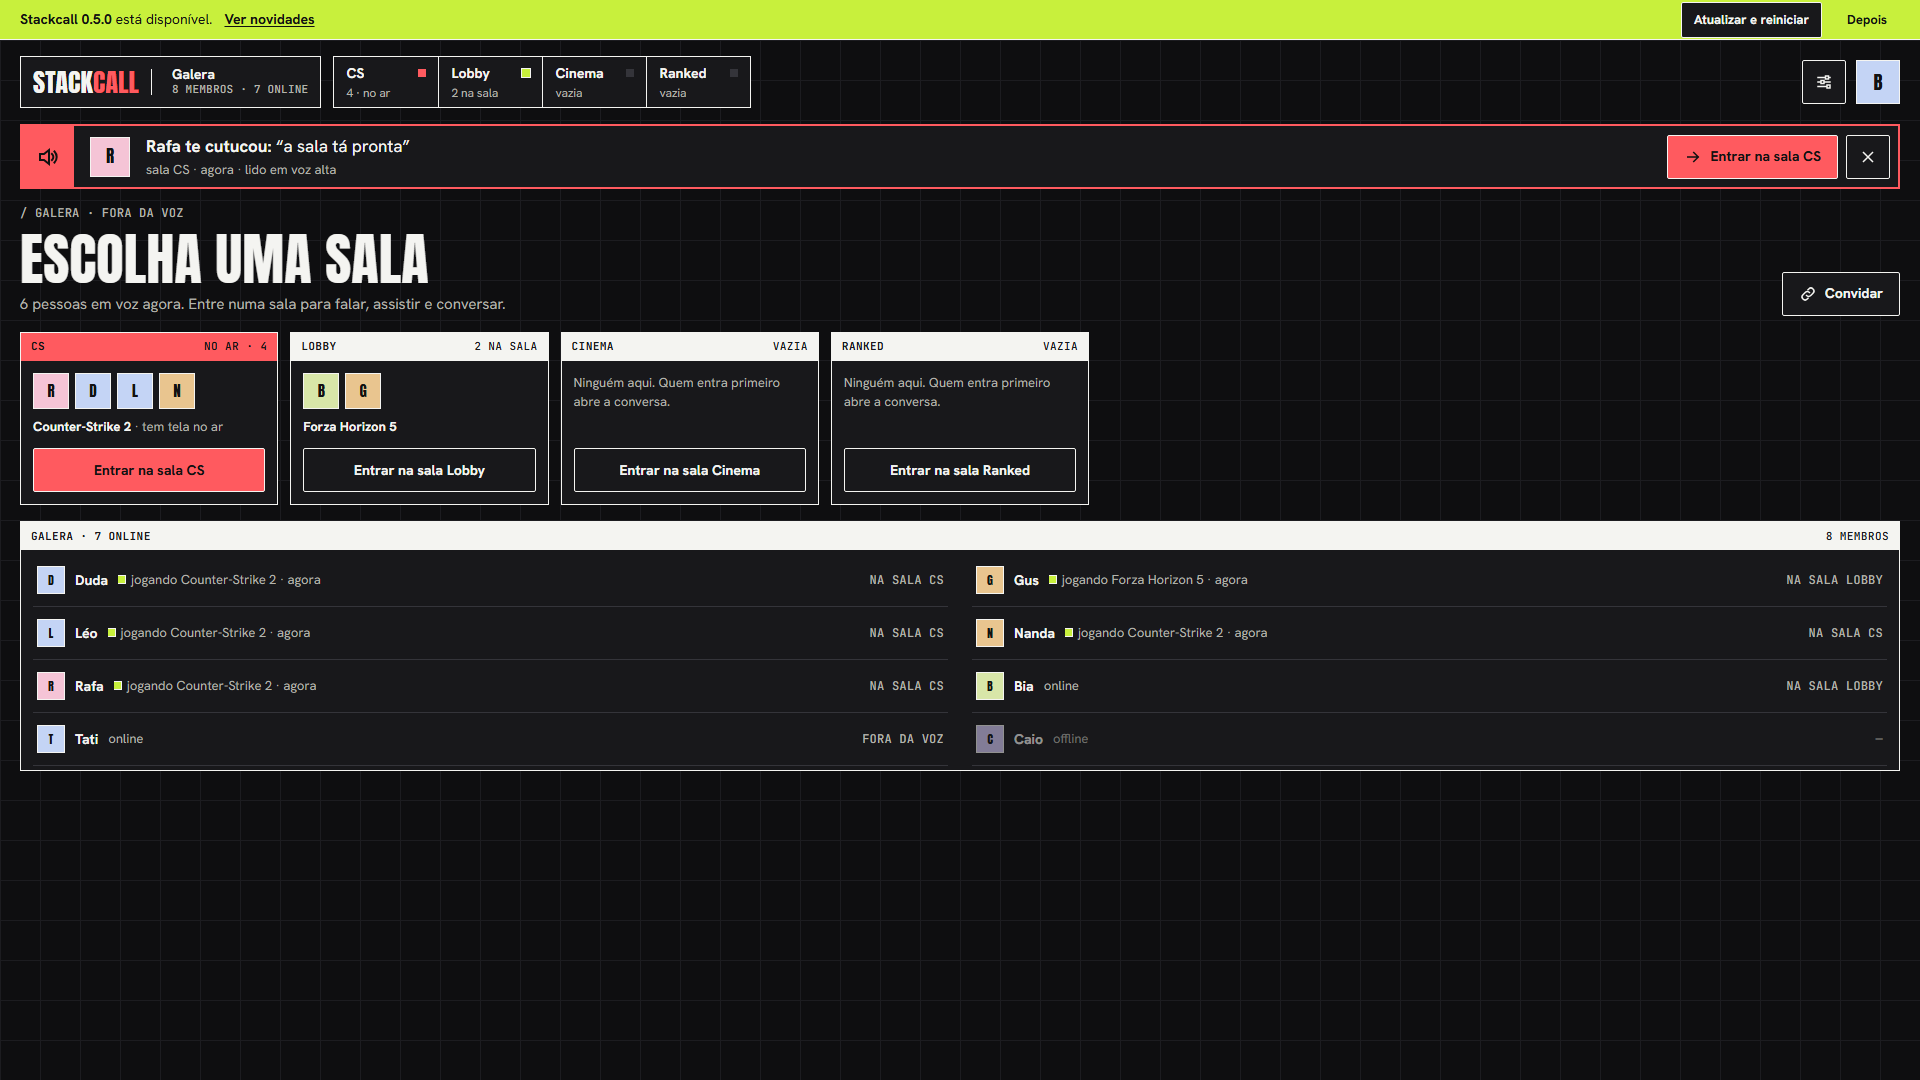 Stackcall 0.5.0 está disponível. Ver novidades
Atualizar e reiniciar
Depois
STACKCALL
Galera
8 MEMBROS · 7 ONLINE
CS
4 · no ar
Lobby
2 na sala
Cinema
vazia
Ranked
vazia
B
R
Rafa te cutucou: “a sala tá pronta”
sala CS · agora · lido em voz alta
Entrar na sala CS
/ GALERA · FORA DA VOZ
ESCOLHA UMA SALA
6 pessoas em voz agora. Entre numa sala para falar, assistir e conversar.
Convidar
CS NO AR · 4
R D L N
Counter-Strike 2 · tem tela no ar
Entrar na sala CS
LOBBY 2 NA SALA
B G
Forza Horizon 5
Entrar na sala Lobby
CINEMA VAZIA
Ninguém aqui. Quem entra primeiro
abre a conversa.
Entrar na sala Cinema
RANKED VAZIA
Ninguém aqui. Quem entra primeiro
abre a conversa.
Entrar na sala Ranked
GALERA · 7 ONLINE 8 MEMBROS
D Duda jogando Counter-Strike 2 · agora NA SALA CS
G Gus jogando Forza Horizon 5 · agora NA SALA LOBBY
L Léo jogando Counter-Strike 2 · agora NA SALA CS
N Nanda jogando Counter-Strike 2 · agora NA SALA CS
R Rafa jogando Counter-Strike 2 · agora NA SALA CS
B Bia online NA SALA LOBBY
T Tati online FORA DA VOZ
C Caio offline —